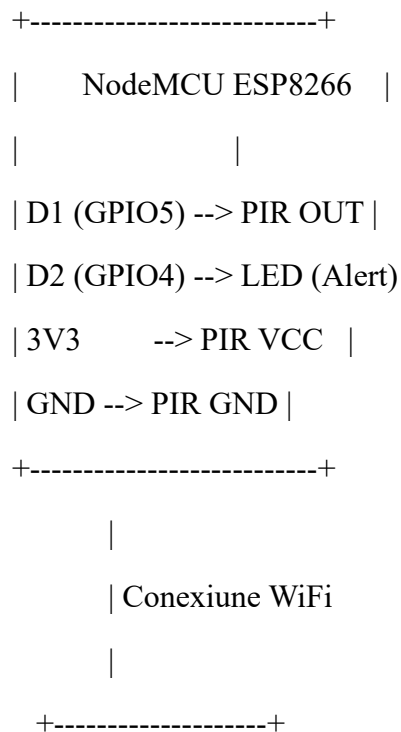 +---------------------------+
|        NodeMCU ESP8266    |
|                           |
| D1 (GPIO5) --> PIR OUT |
| D2 (GPIO4) --> LED (Alert)
| 3V3        --> PIR VCC   |
| GND --> PIR GND |
+---------------------------+
|
| Conexiune WiFi
|
+--------------------+